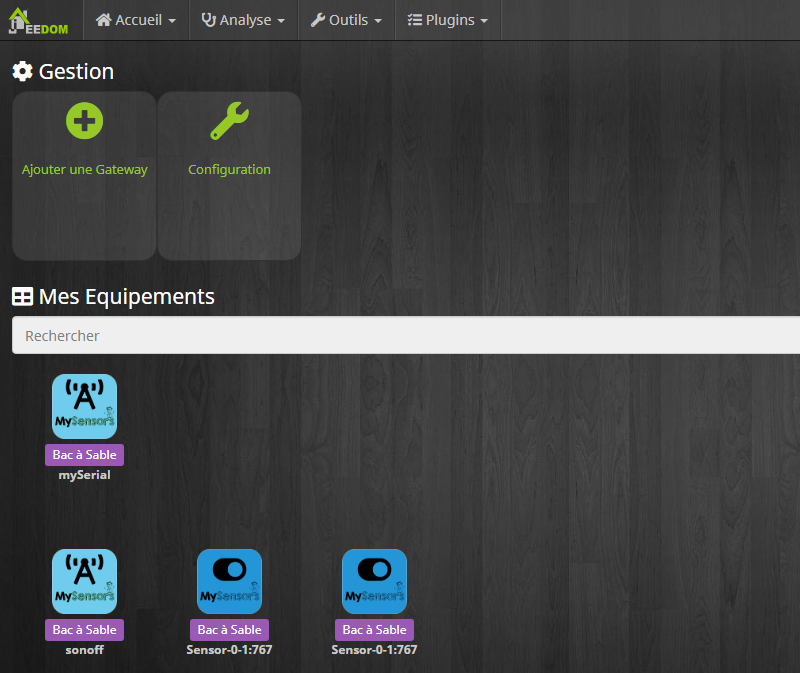 EEDOM Accueil Analyse Outils Plugins
Gestion
Ajouter une Gateway Configuration
Mes Equipements
Rechercher
MySensors
Bac à Sable
mySerial
MySensors MySensors MySensors
Bac à Sable Bac à Sable Bac à Sable
sonoff Sensor-0-1:767 Sensor-0-1:767